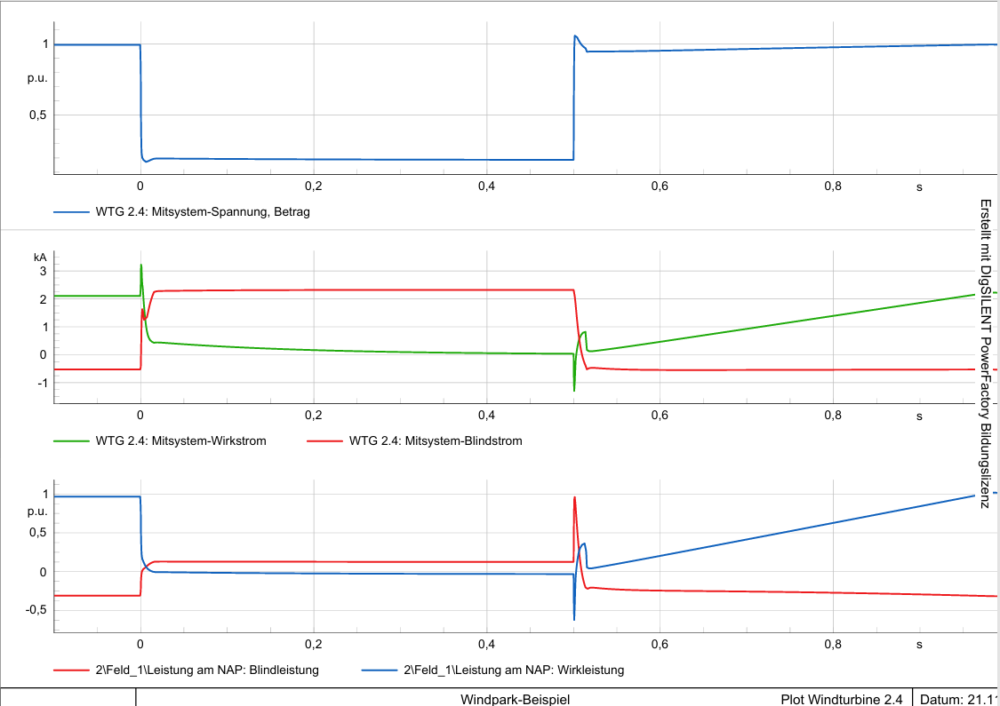 1
p.u.
0,5
0 0,2 0,4 0,6 0,8 s
WTG 2.4: Mitsystem-Spannung, Betrag
kA
3
2
1
0
-1
0 0,2 0,4 0,6 0,8 s
WTG 2.4: Mitsystem-Wirkstrom WTG 2.4: Mitsystem-Blindstrom
1
p.u.
0,5
0
-0,5
0 0,2 0,4 0,6 0,8 s
2\Feld_1\Leistung am NAP: Blindleistung 2\Feld_1\Leistung am NAP: Wirkleistung
Erstellt mit DIgSILENT PowerFactory Bildungslizenz
Windpark-Beispiel Plot Windturbine 2.4 Datum: 21.11